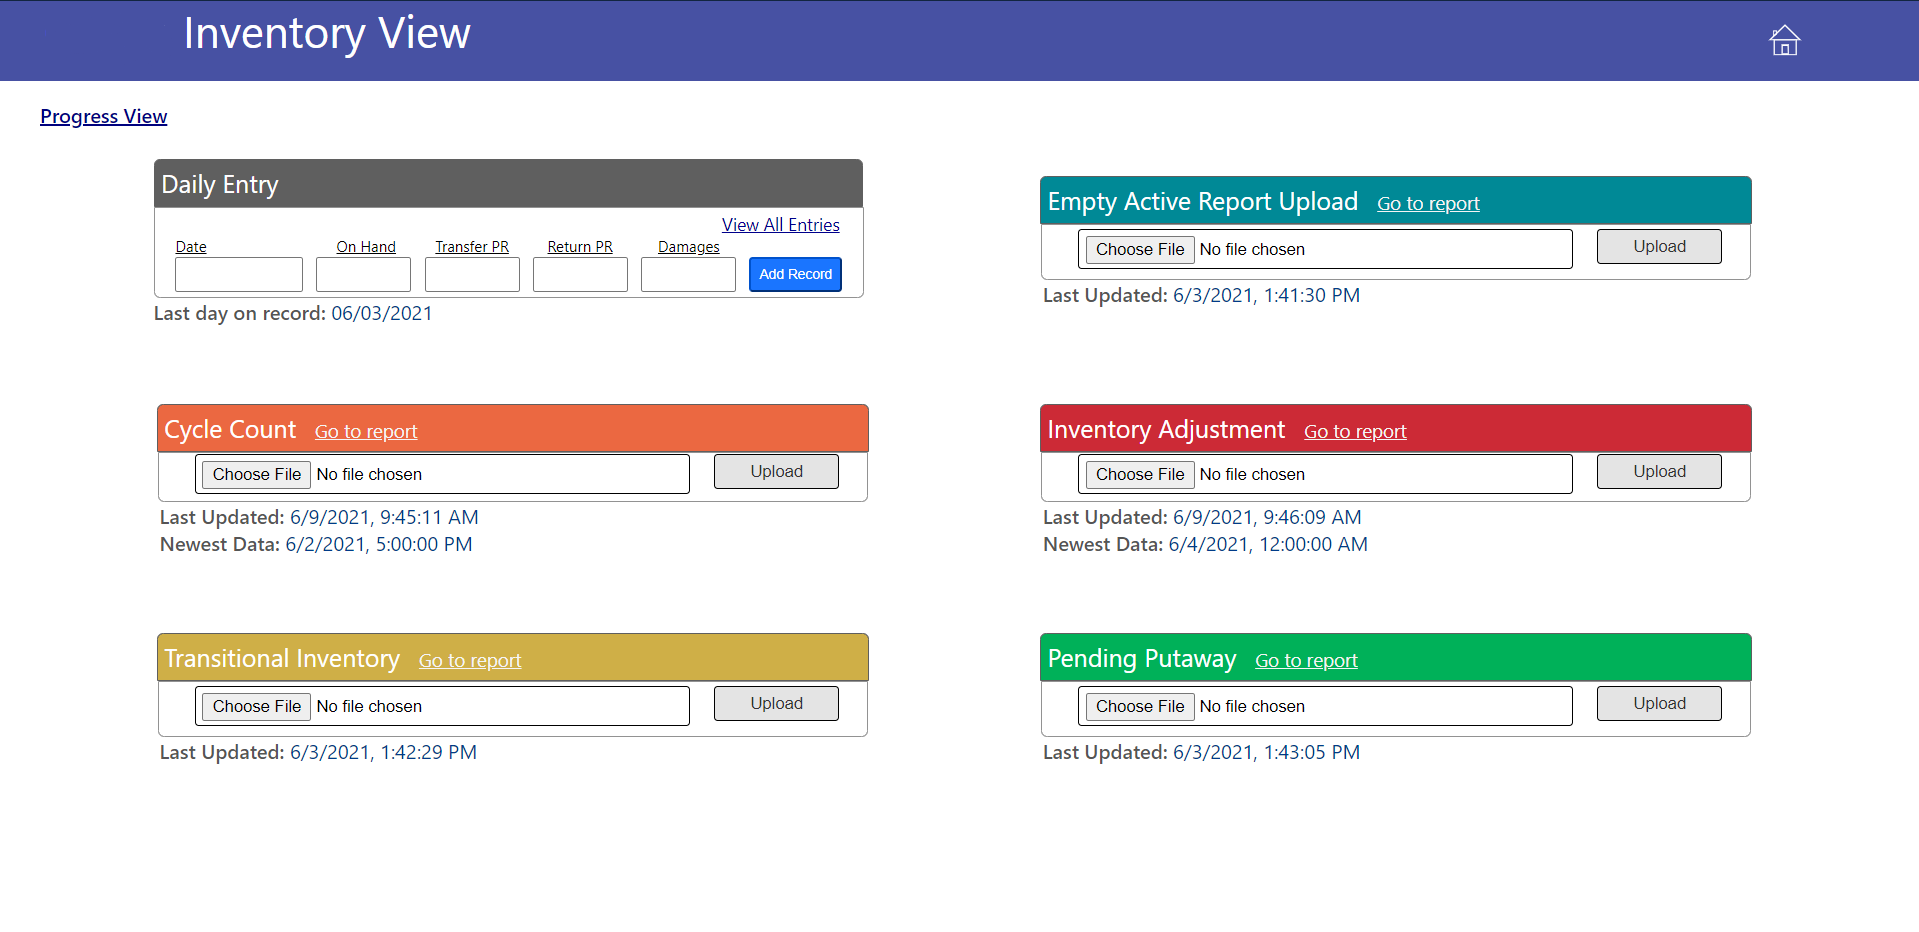 Inventory View
Progress View
Daily Entry
View All Entries
Date On Hand Transfer PR Return PR Damages
Add Record
Last day on record: 06/03/2021
Empty Active Report Upload Go to report
Choose File No file chosen Upload
Last Updated: 6/3/2021, 1:41:30 PM
Cycle Count Go to report
Choose File No file chosen Upload
Last Updated: 6/9/2021, 9:45:11 AM
Newest Data: 6/2/2021, 5:00:00 PM
Inventory Adjustment Go to report
Choose File No file chosen Upload
Last Updated: 6/9/2021, 9:46:09 AM
Newest Data: 6/4/2021, 12:00:00 AM
Transitional Inventory Go to report
Choose File No file chosen Upload
Last Updated: 6/3/2021, 1:42:29 PM
Pending Putaway Go to report
Choose File No file chosen Upload
Last Updated: 6/3/2021, 1:43:05 PM